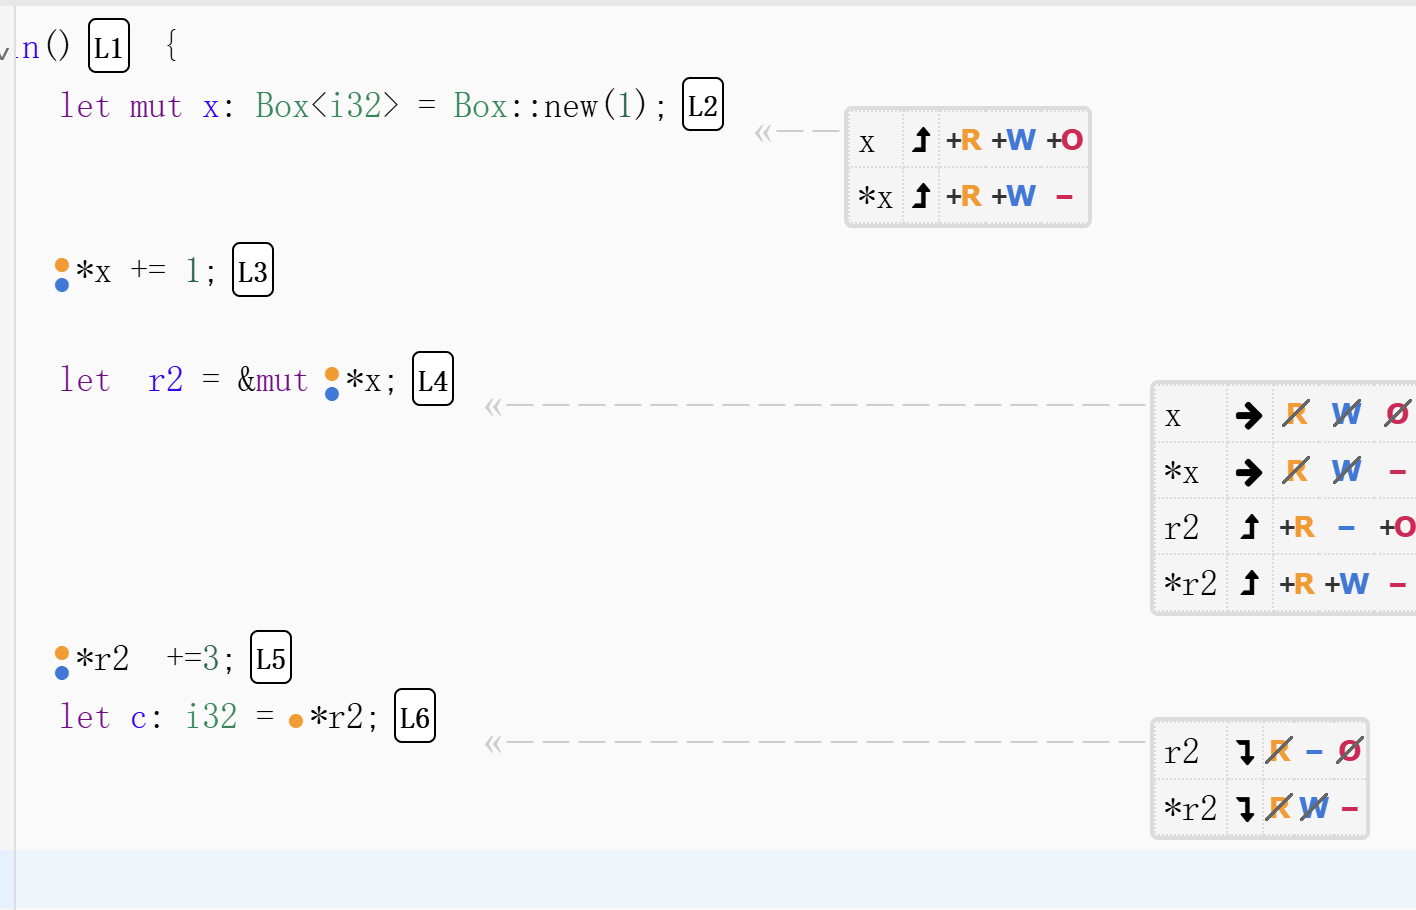 n() L1 {
let mut x: Box<i32> = Box::new(1); L2
x +R +W +O
*x +R +W -
*x += 1; L3
let r2 = &mut *x; L4
x R W O
*x R W -
r2 +R - +O
*r2 +R +W -
*r2 +=3; L5
let c: i32 = *r2; L6
r2 R - O
*r2 R W -